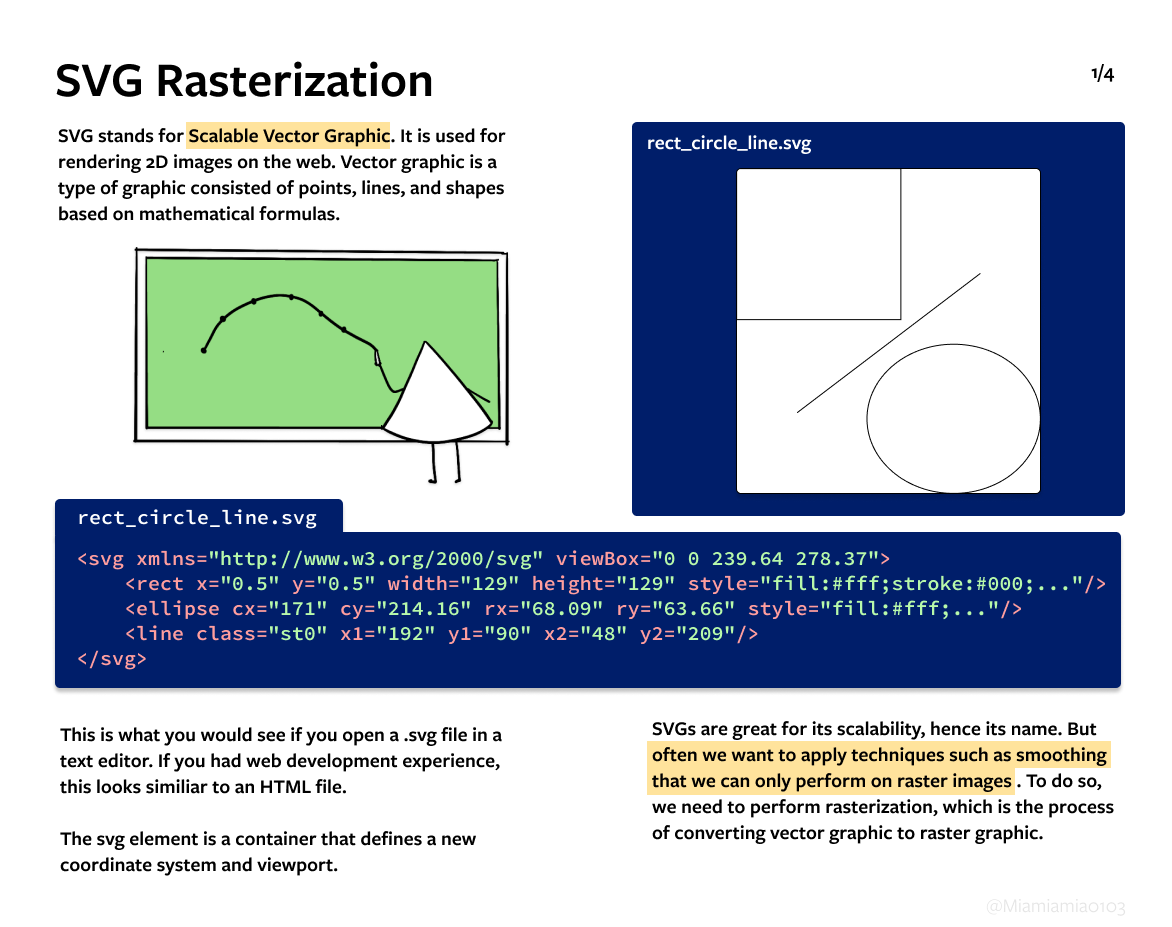 SVG Rasterization
1/4
SVG stands for Scalable Vector Graphic. It is used for
rendering 2D images on the web. Vector graphic is a
type of graphic consisted of points, lines, and shapes
based on mathematical formulas.
rect_circle_line.svg
rect_circle_line.svg
<svg xmlns="http://www.w3.org/2000/svg" viewBox="0 0 239.64 278.37">
    <rect x="0.5" y="0.5" width="129" height="129" style="fill:#fff;stroke:#000;..."/>
    <ellipse cx="171" cy="214.16" rx="68.09" ry="63.66" style="fill:#fff;..."/>
    <line class="st0" x1="192" y1="90" x2="48" y2="209"/>
</svg>
This is what you would see if you open a .svg file in a
text editor. If you had web development experience,
this looks similiar to an HTML file.
The svg element is a container that defines a new
coordinate system and viewport.
SVGs are great for its scalability, hence its name. But
often we want to apply techniques such as smoothing
that we can only perform on raster images . To do so,
we need to perform rasterization, which is the process
of converting vector graphic to raster graphic.
@Miamiamia0103